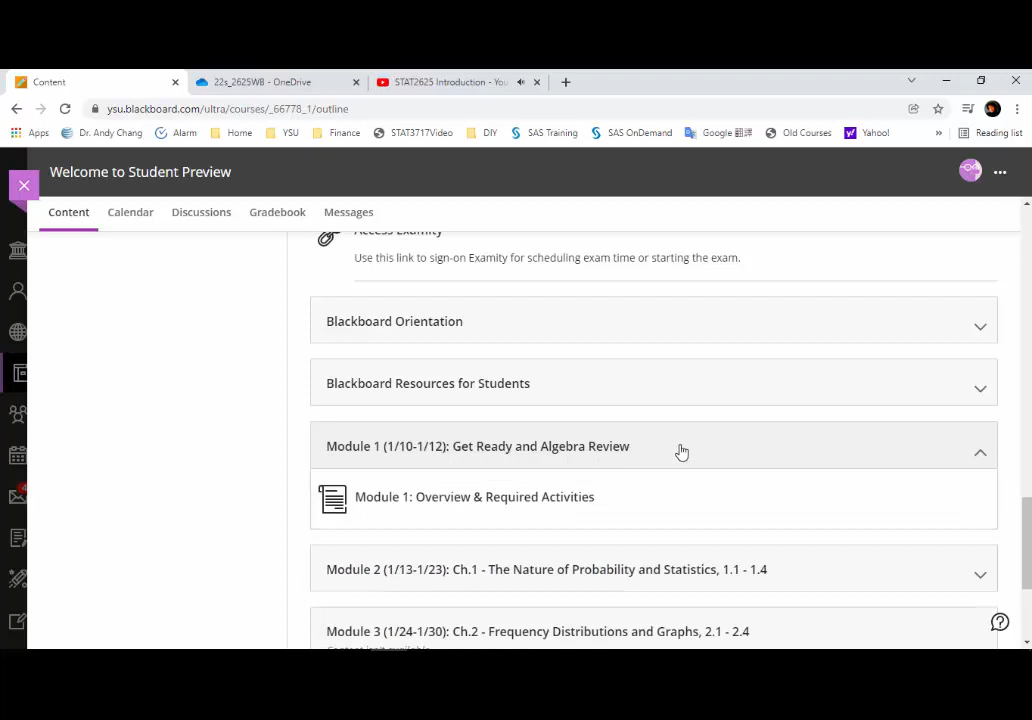 Content
22s_2625WB - OneDrive
STAT2625 Introduction - You
ysu.blackboard.com/ultra/courses/_66778_1/outline
Apps Dr. Andy Chang Alarm Home YSU Finance STAT3717Video DIY SAS Training SAS OnDemand Google 翻譯 Old Courses Yahoo! » Reading list
Welcome to Student Preview
Content Calendar Discussions Gradebook Messages
Access Examity
Use this link to sign-on Examity for scheduling exam time or starting the exam.
Blackboard Orientation
Blackboard Resources for Students
Module 1 (1/10-1/12): Get Ready and Algebra Review
Module 1: Overview & Required Activities
Module 2 (1/13-1/23): Ch.1 - The Nature of Probability and Statistics, 1.1 - 1.4
Module 3 (1/24-1/30): Ch.2 - Frequency Distributions and Graphs, 2.1 - 2.4
Content isn't available